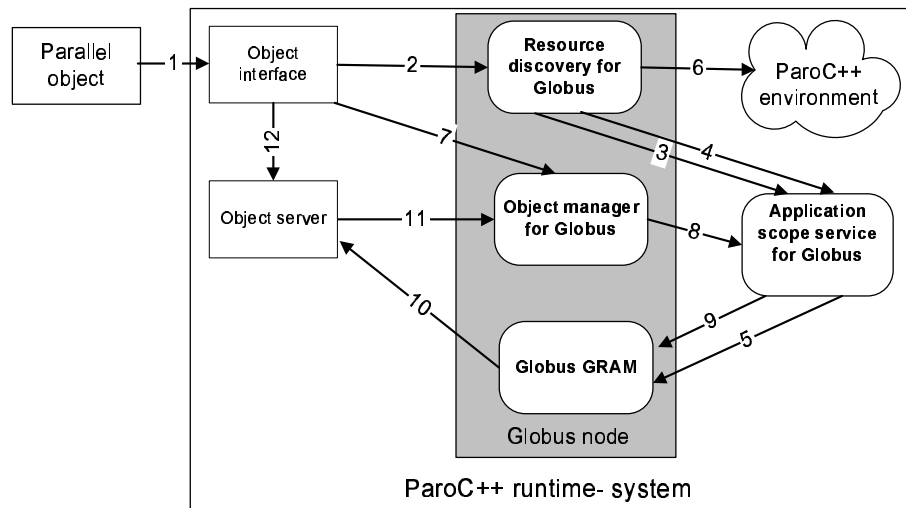 Parallel
object
1
Object
interface
2
Resource
discovery for
Globus
6
ParoC++
environment
12
7
3
4
Object server
11
Object manager
for Globus
8
Application
scope service
for Globus
10
9
5
Globus GRAM
Globus node
ParoC++ runtime- system